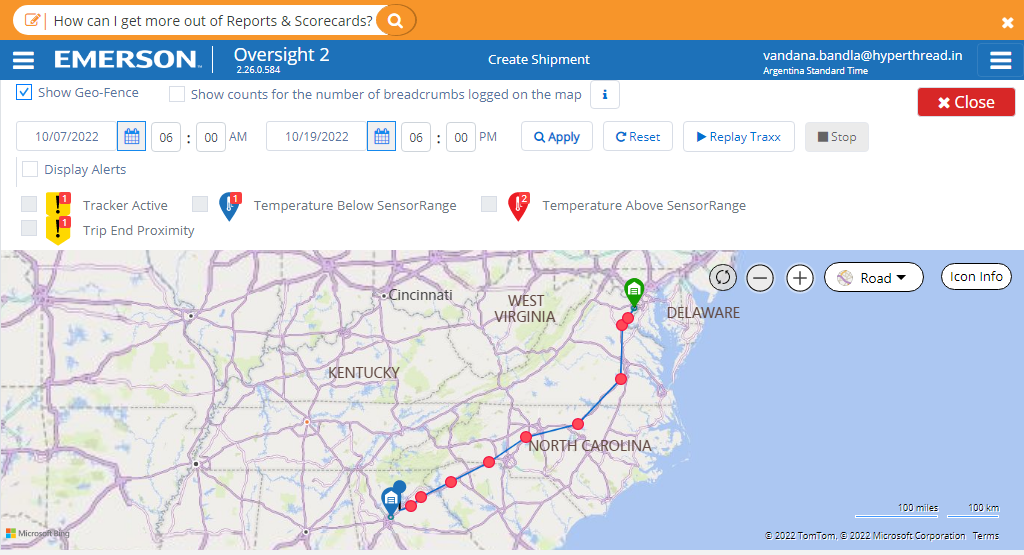 How can I get more out of Reports & Scorecards?
EMERSON
Oversight 2
2.26.0.584
Create Shipment
vandana.bandla@hyperthread.in
Argentina Standard Time
Show Geo-Fence
Show counts for the number of breadcrumbs logged on the map
i
Close
10/07/2022
06 : 00 AM
10/19/2022
06 : 00 PM
Apply
Reset
Replay Traxx
Stop
Display Alerts
1
Tracker Active
1
Temperature Below SensorRange
2
Temperature Above SensorRange
1
Trip End Proximity
Road
Icon Info
Cincinnati
WEST
VIRGINIA
DELAWARE
KENTUCKY
NORTH CAROLINA
100 miles
100 km
Microsoft Bing
© 2022 TomTom, © 2022 Microsoft Corporation Terms